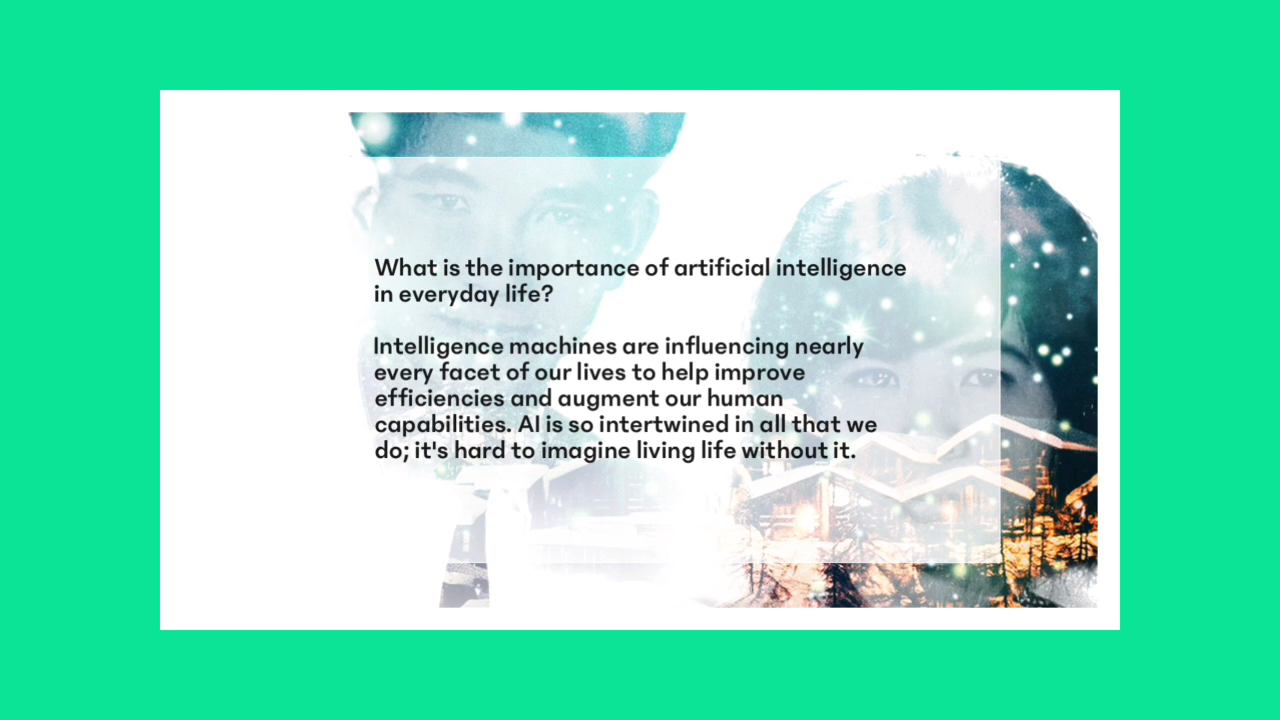 What is the importance of artificial intelligence
in everyday life?
Intelligence machines are influencing nearly
every facet of our lives to help improve
efficiencies and augment our human
capabilities. AI is so intertwined in all that we
do; it's hard to imagine living life without it.